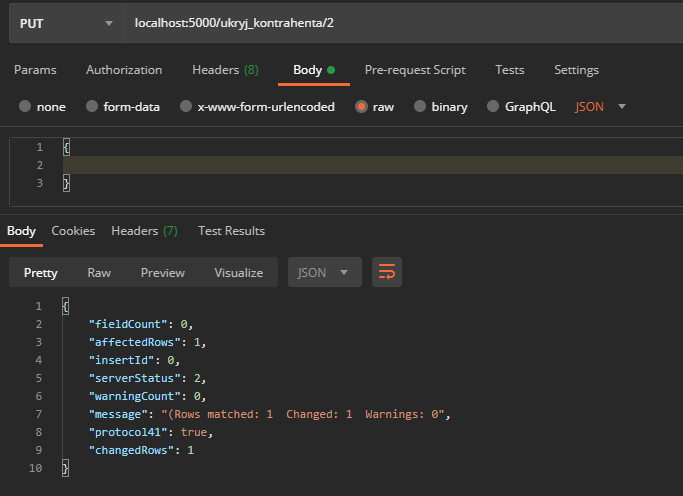 PUT localhost:5000/ukryj_kontrahenta/2
Params Authorization Headers (8) Body Pre-request Script Tests Settings
none form-data x-www-form-urlencoded raw binary GraphQL JSON
1 {
2
3 }
Body Cookies Headers (7) Test Results
Pretty Raw Preview Visualize JSON
1 {
2 "fieldCount": 0,
3 "affectedRows": 1,
4 "insertId": 0,
5 "serverStatus": 2,
6 "warningCount": 0,
7 "message": "(Rows matched: 1  Changed: 1  Warnings: 0",
8 "protocol41": true,
9 "changedRows": 1
10 }